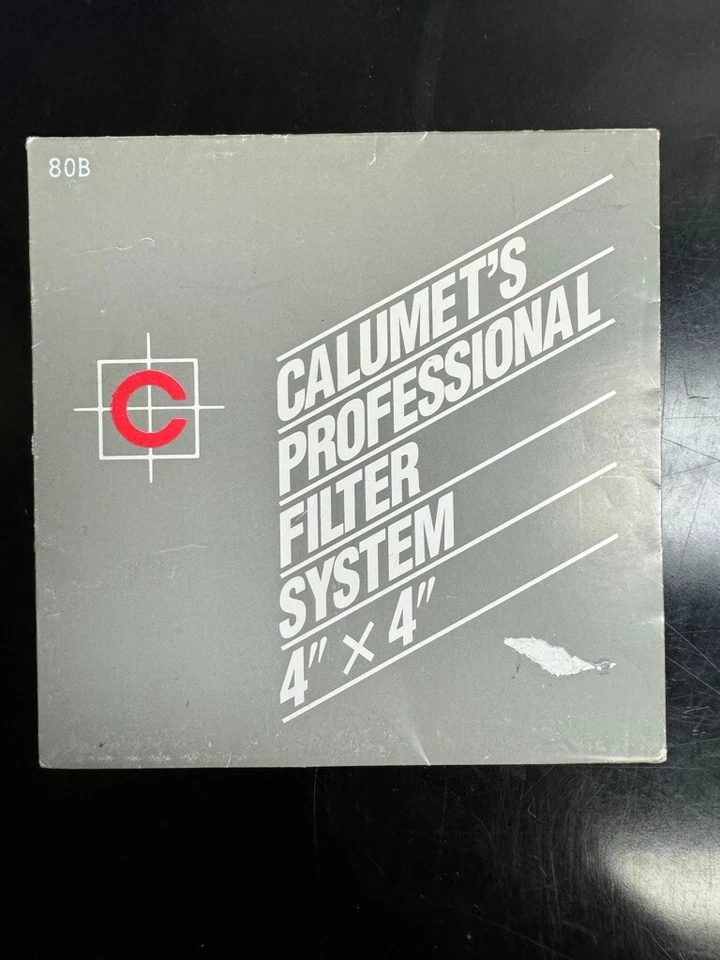 80B
C
CALUMET'S
PROFESSIONAL
FILTER
SYSTEM
4" × 4"